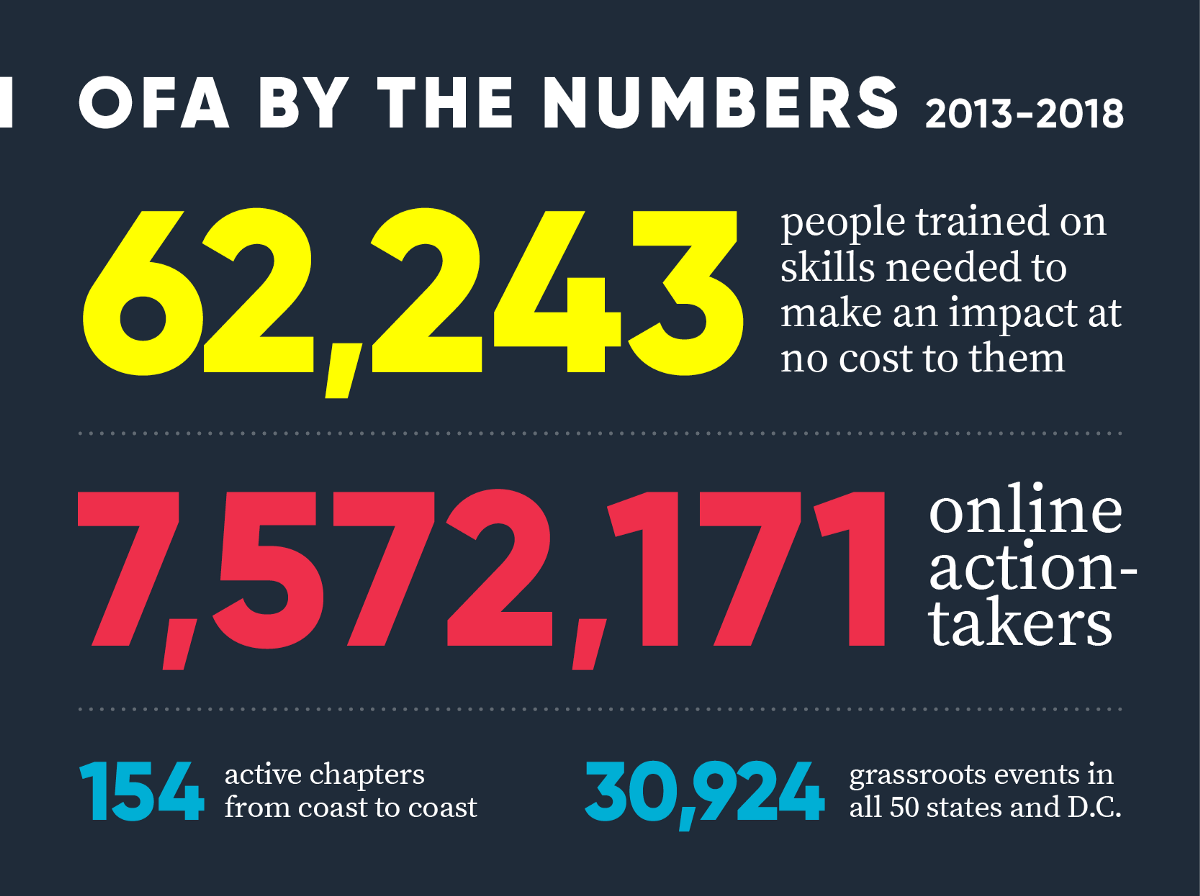 OFA BY THE NUMBERS 2013–2018
62,243
people trained on
skills needed to
make an impact at
no cost to them
7,572,171
online
action-
takers
154
active chapters
from coast to coast
30,924
grassroots events in
all 50 states and D.C.